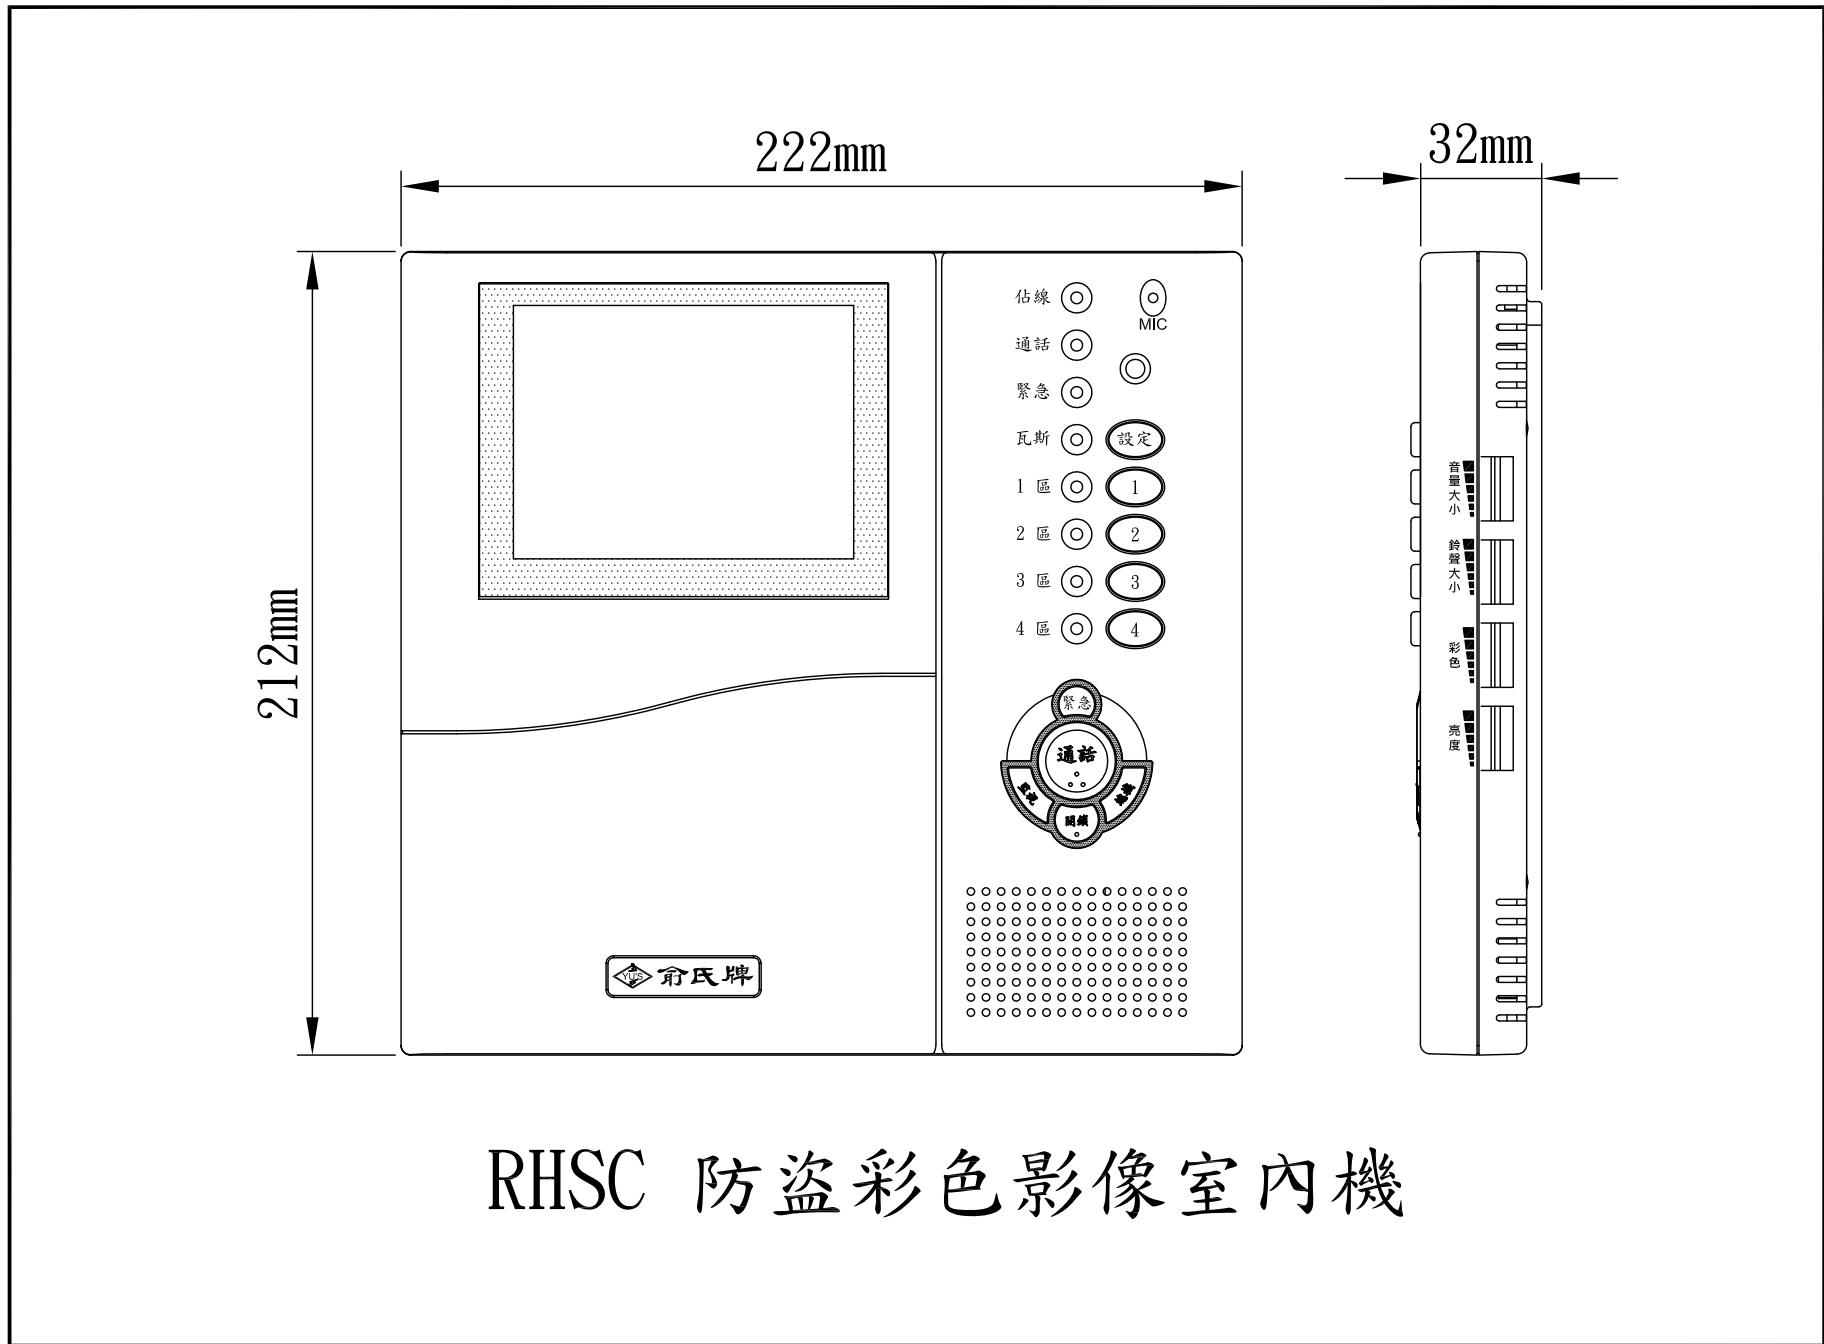 222mm
32mm
212mm
佔線
MIC
通話
緊急
瓦斯 設定
1 區 1
2 區 2
3 區 3
4 區 4
緊急
通話
監視
開鎖
YU'S 俞氏牌
音量大小
鈴聲大小
彩色
亮度
RHSC 防盜彩色影像室內機